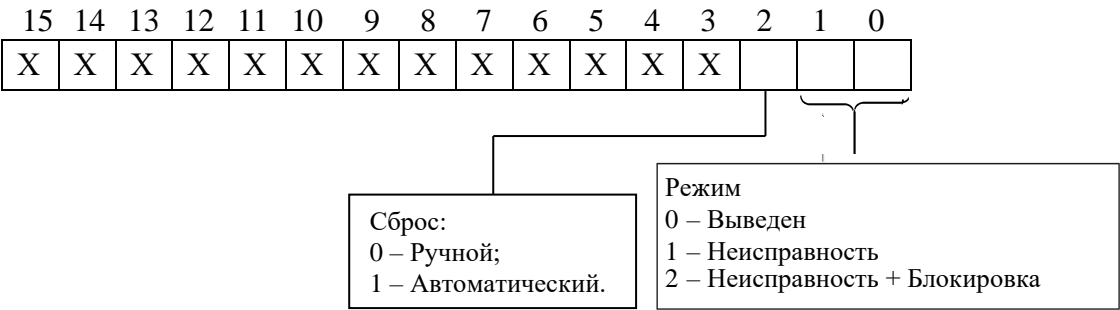 15 14 13 12 11 10 9 8 7 6 5 4 3 2 1 0
X X X X X X X X X X X X X
Сброс:
0 – Ручной;
1 – Автоматический.
Режим
0 – Выведен
1 – Неисправность
2 – Неисправность + Блокировка